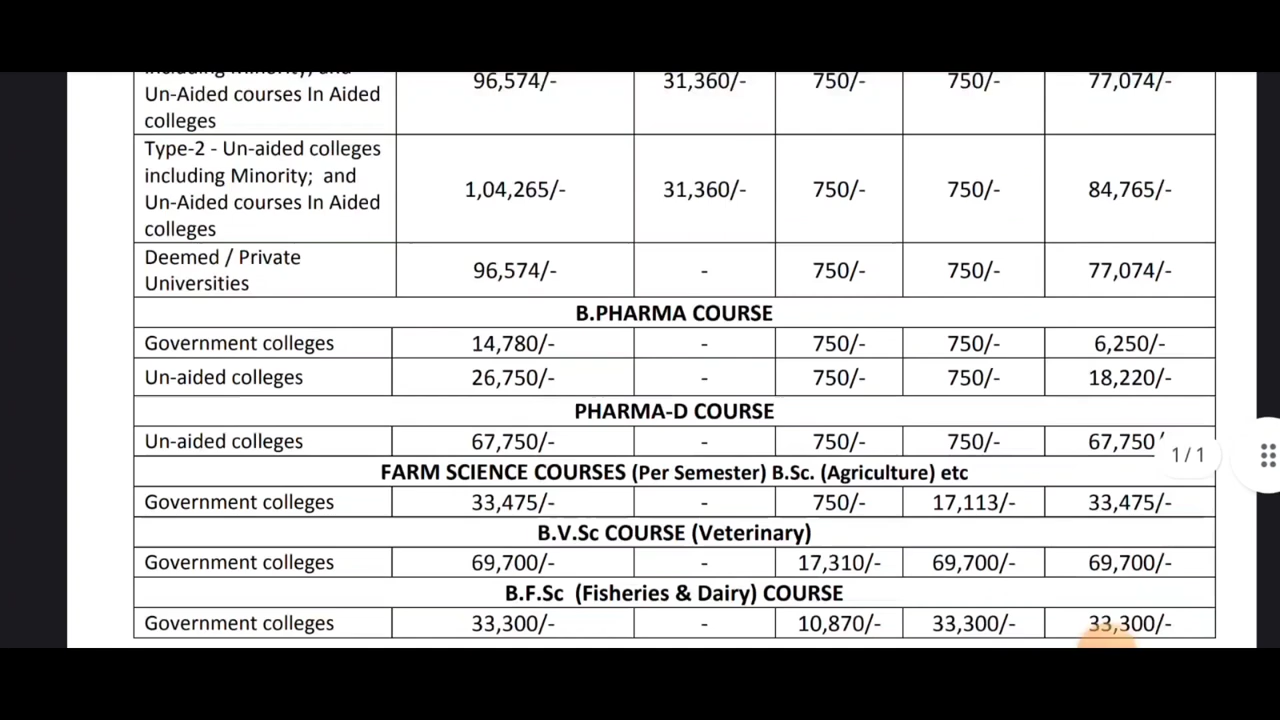 including Minority; and
Un-Aided courses In Aided
colleges
96,574/- 31,360/- 750/- 750/- 77,074/-
Type-2 - Un-aided colleges
including Minority; and
Un-Aided courses In Aided
colleges
1,04,265/- 31,360/- 750/- 750/- 84,765/-
Deemed / Private
Universities
96,574/- - 750/- 750/- 77,074/-
B.PHARMA COURSE
Government colleges 14,780/- - 750/- 750/- 6,250/-
Un-aided colleges 26,750/- - 750/- 750/- 18,220/-
PHARMA-D COURSE
Un-aided colleges 67,750/- - 750/- 750/- 67,750
1/1
FARM SCIENCE COURSES (Per Semester) B.Sc. (Agriculture) etc
Government colleges 33,475/- - 750/- 17,113/- 33,475/-
B.V.Sc COURSE (Veterinary)
Government colleges 69,700/- - 17,310/- 69,700/- 69,700/-
B.F.Sc (Fisheries & Dairy) COURSE
Government colleges 33,300/- - 10,870/- 33,300/- 33,300/-